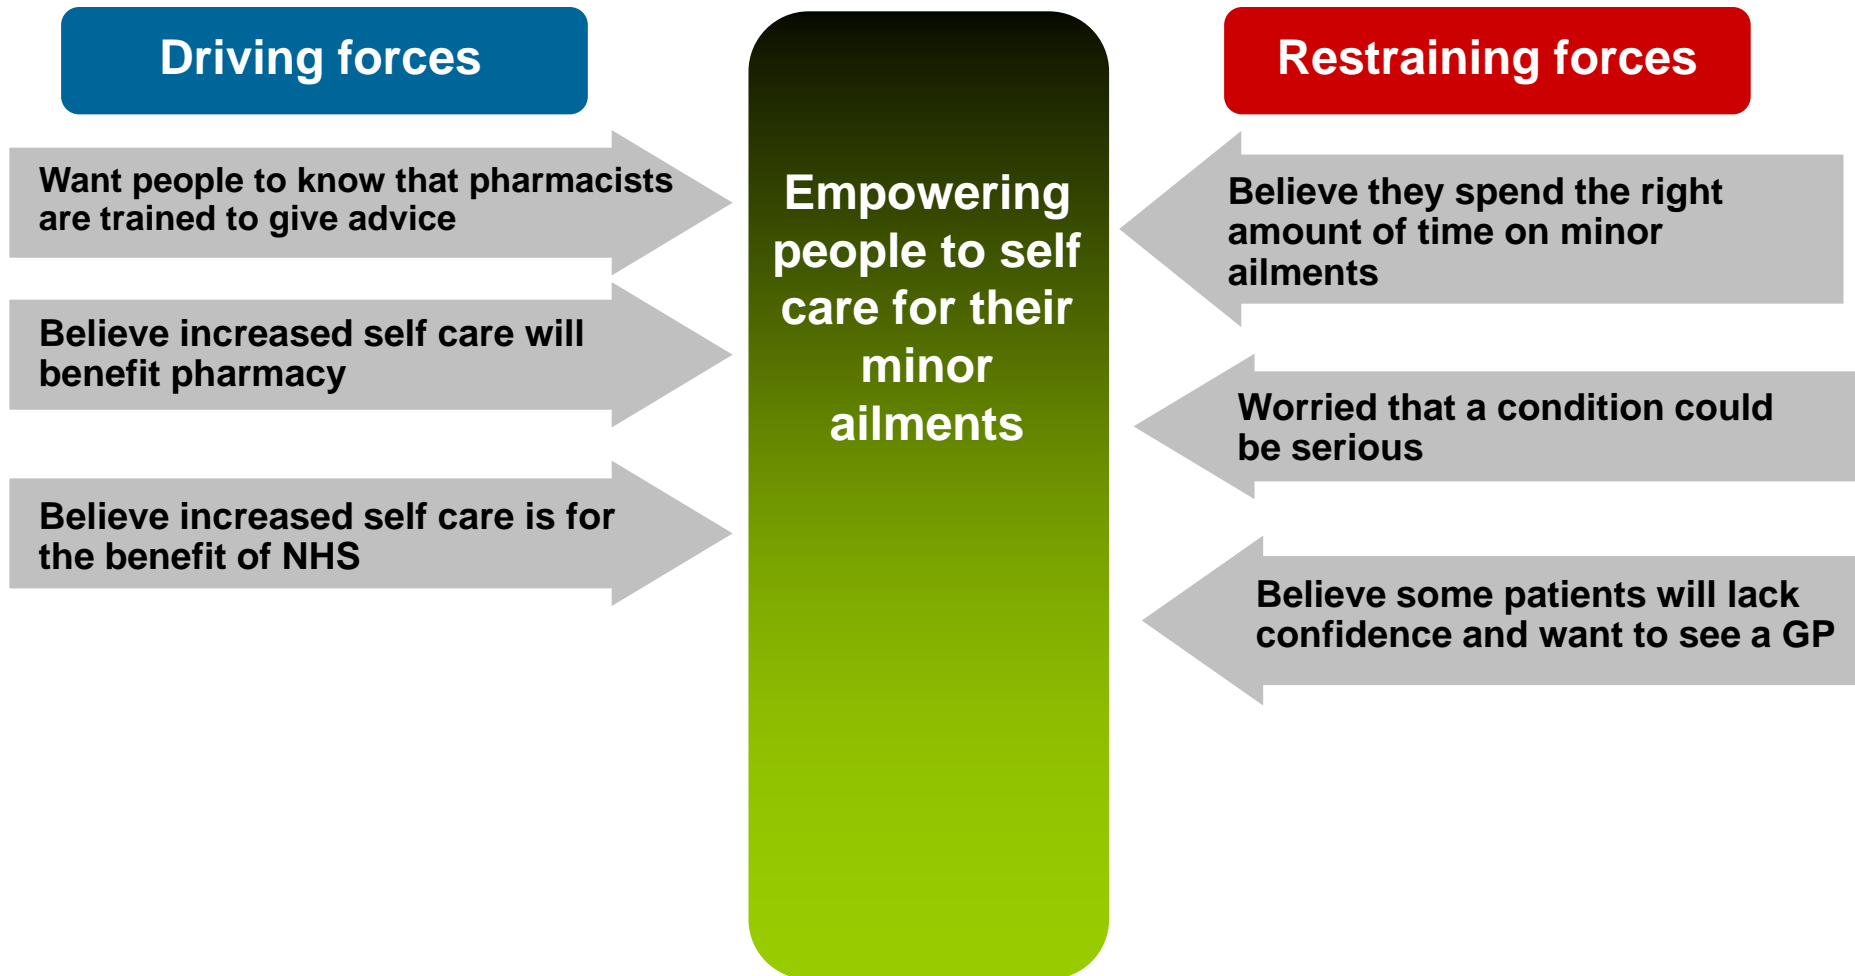 Driving forces
Want people to know that pharmacists
are trained to give advice
Believe increased self care will
benefit pharmacy
Believe increased self care is for
the benefit of NHS
Empowering
people to self
care for their
minor
ailments
Restraining forces
Believe they spend the right
amount of time on minor
ailments
Worried that a condition could
be serious
Believe some patients will lack
confidence and want to see a GP